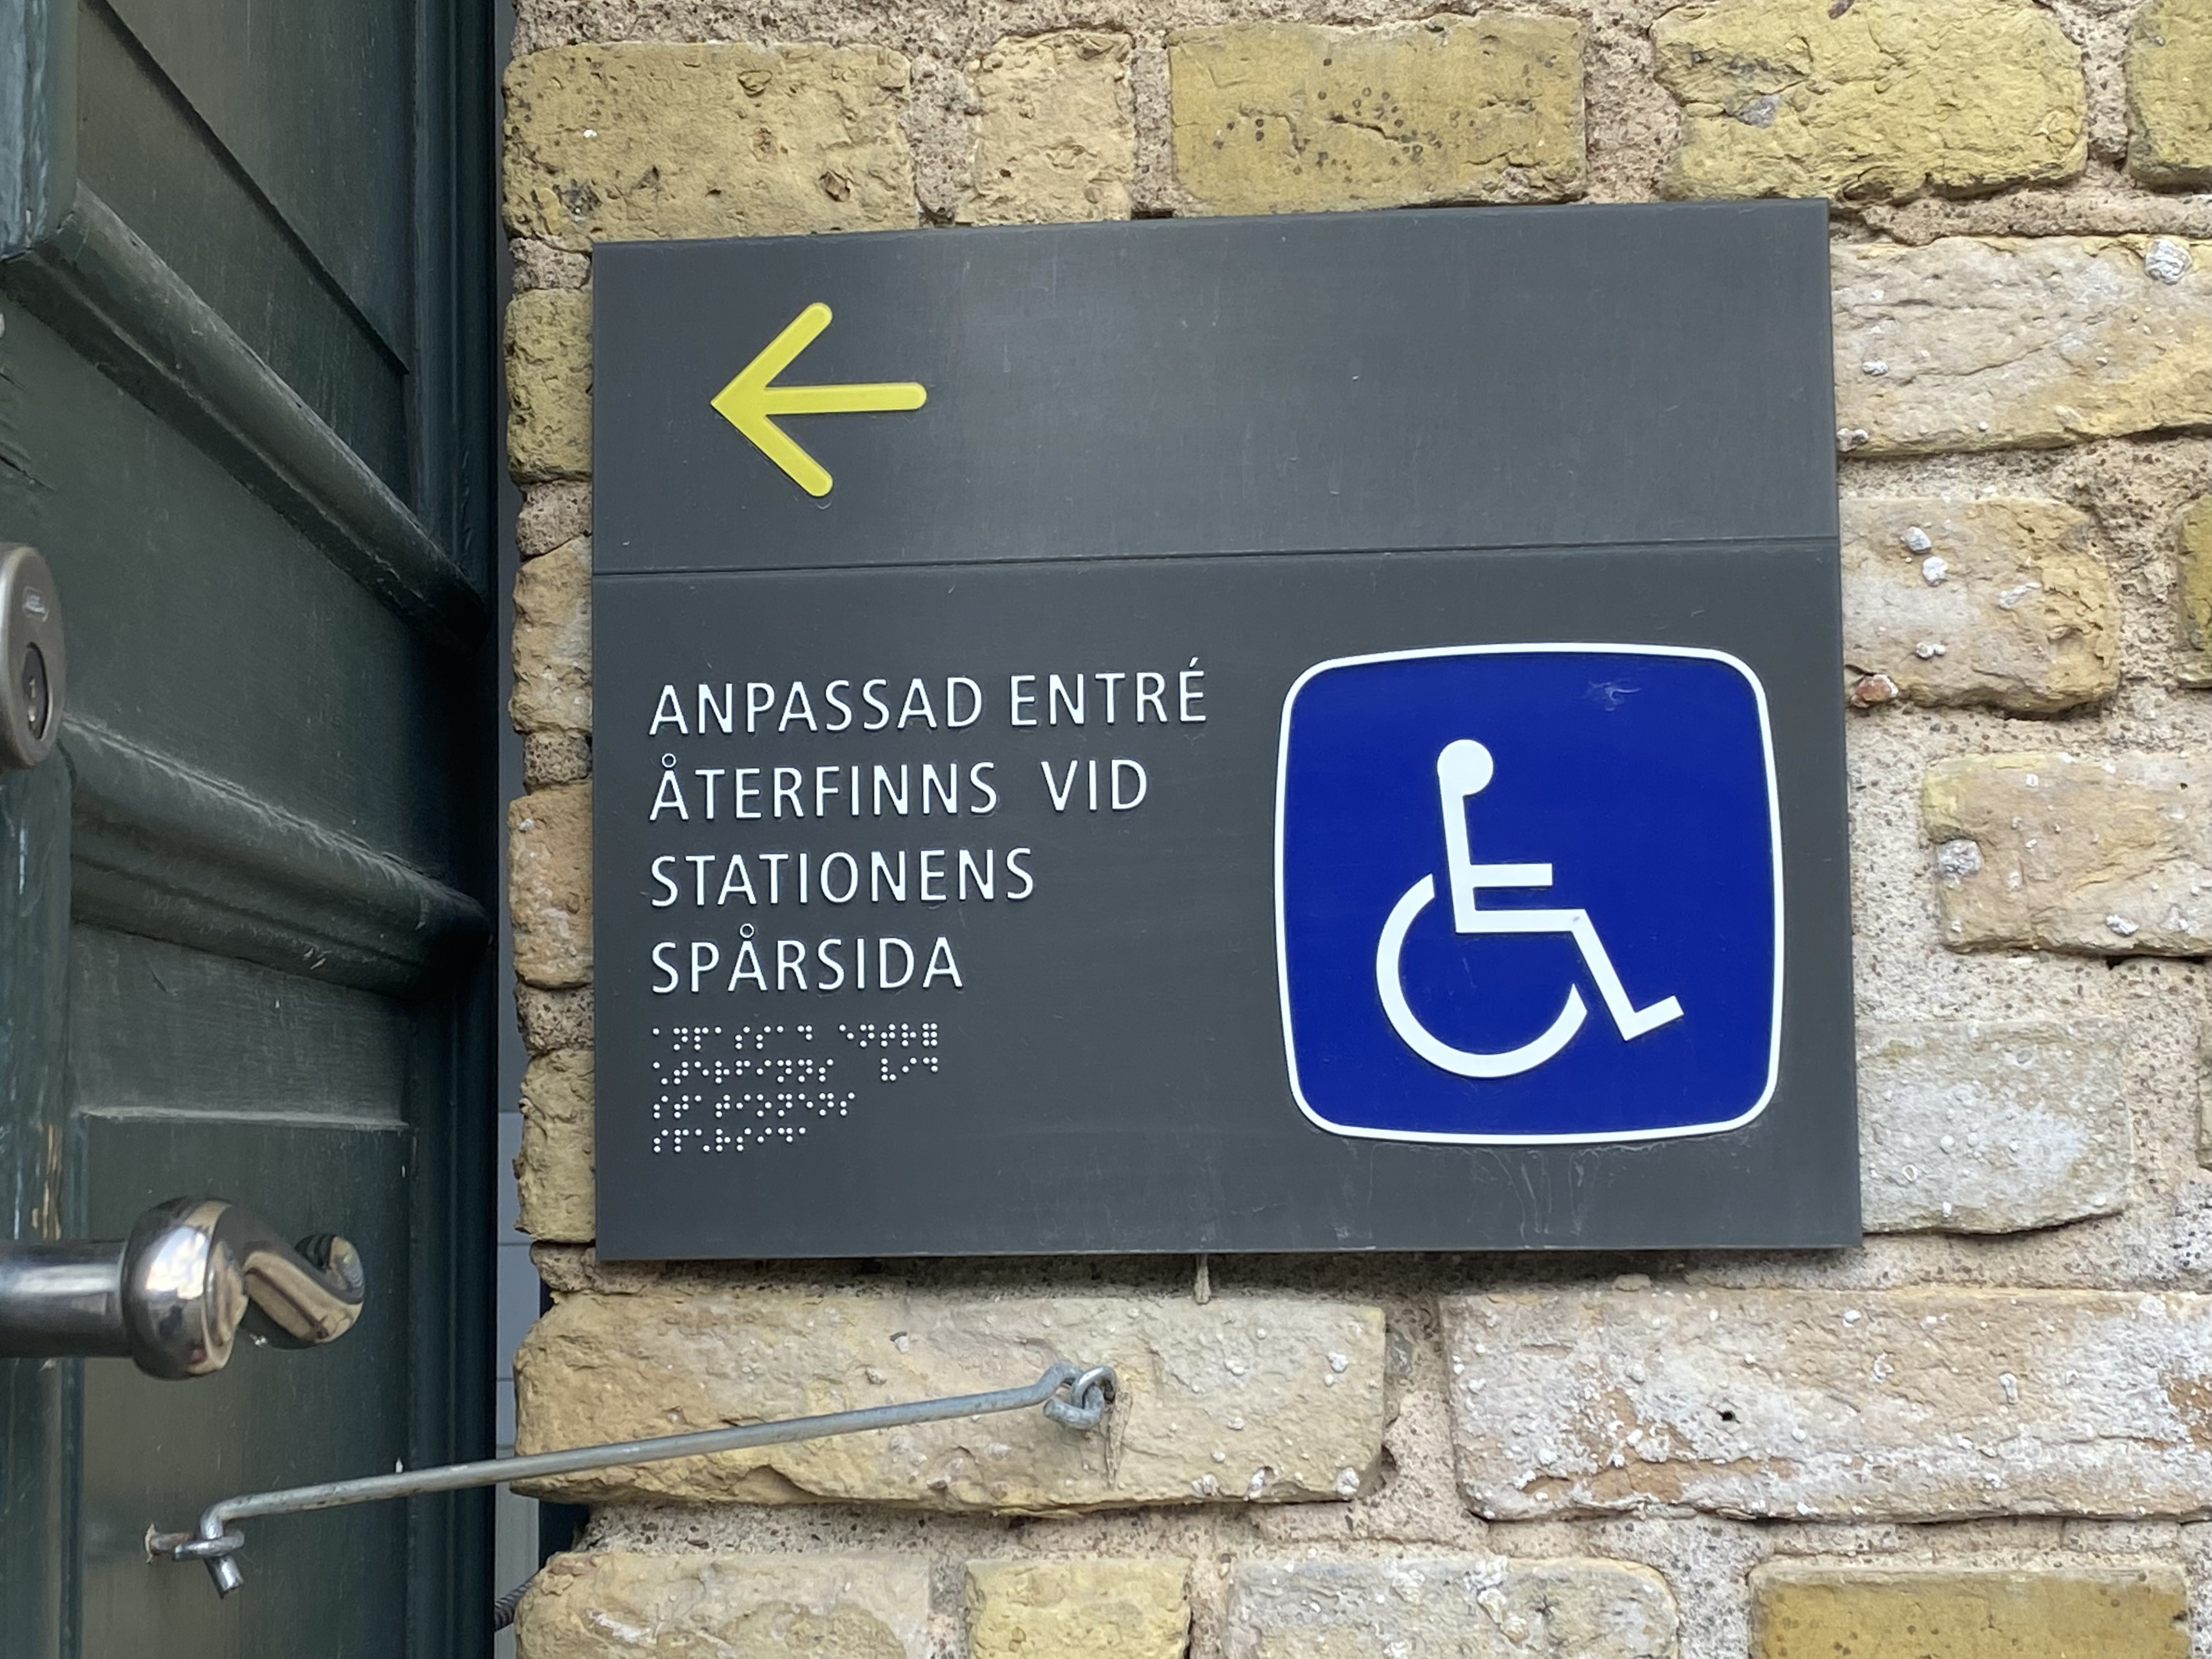 ANPASSAD ENTRÉ
ÅTERFINNS VID
STATIONENS
SPÅRSIDA